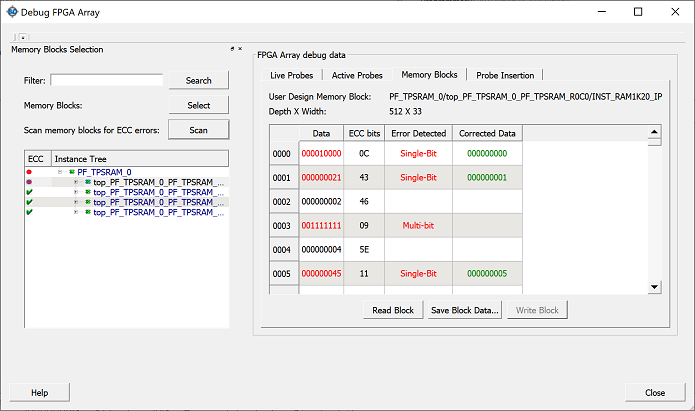 Debug FPGA Array
Memory Blocks Selection
Filter: Search
Memory Blocks: Select
Scan memory blocks for ECC errors: Scan
ECC Instance Tree
PF_TPSRAM_0
top_PF_TPSRAM_0_PF_TPSRAM_...
top_PF_TPSRAM_0_PF_TPSRAM_...
top_PF_TPSRAM_0_PF_TPSRAM_...
top_PF_TPSRAM_0_PF_TPSRAM_...
FPGA Array debug data
Live Probes Active Probes Memory Blocks Probe Insertion
User Design Memory Block: PF_TPSRAM_0/top_PF_TPSRAM_0_PF_TPSRAM_R0C0/INST_RAM1K20_IP
Depth X Width: 512 X 33
Data ECC bits Error Detected Corrected Data
0000 000010000 0C Single-Bit 000000000
0001 000000021 43 Single-Bit 000000001
0002 000000002 46
0003 001111111 09 Multi-bit
0004 000000004 5E
0005 000000045 11 Single-Bit 000000005
Read Block Save Block Data... Write Block
Help Close